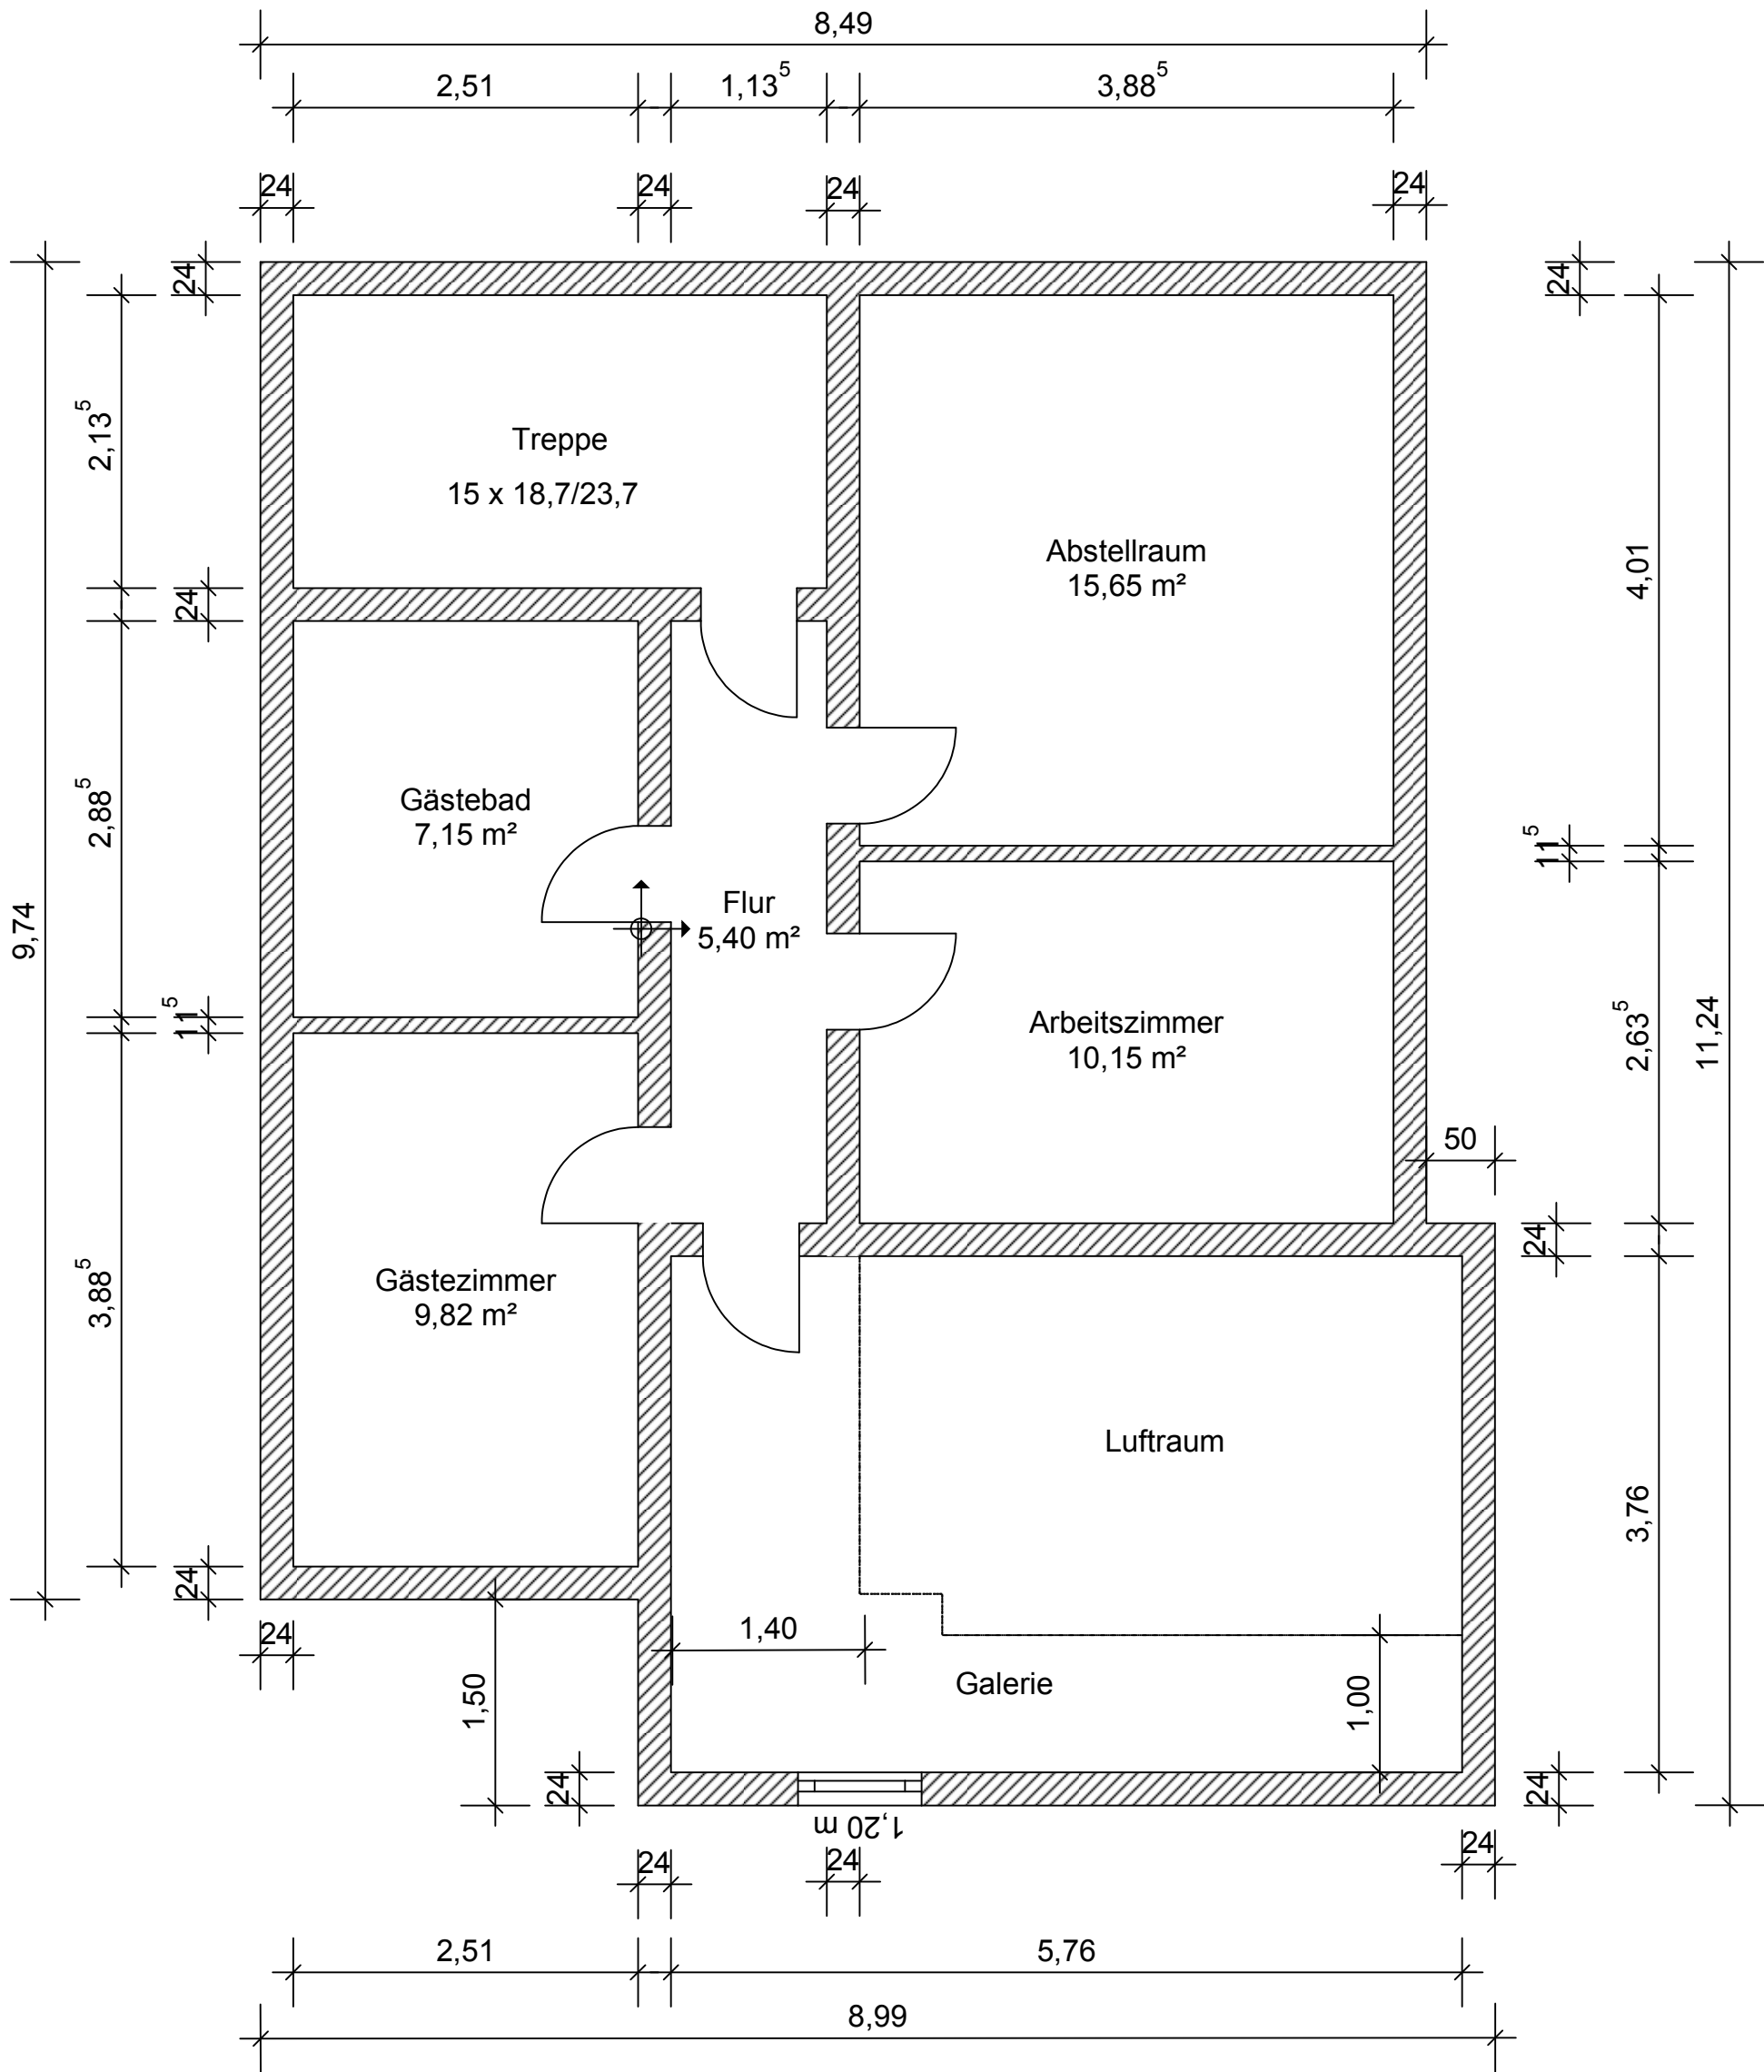 8,49
2,51
1,13⁵
3,88⁵
24
24
24
24
24
24
2,13⁵
4,01
Treppe
15 x 18,7/23,7
Abstellraum
15,65 m²
24
2,88⁵
Gästebad
7,15 m²
11⁵
Flur
5,40 m²
9,74
11⁵
Arbeitszimmer
10,15 m²
2,63⁵
11,24
50
24
3,88⁵
Gästezimmer
9,82 m²
Luftraum
3,76
24
24
1,40
1,50
Galerie
1,00
24
24
1,20 m
24
24
24
2,51
5,76
8,99